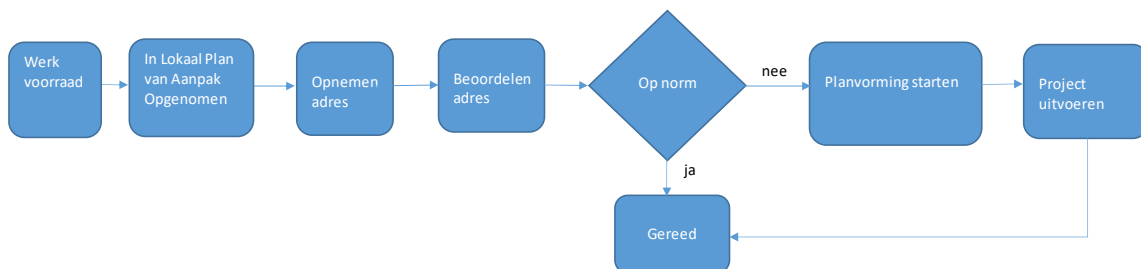 Werk
voorraad
In Lokaal Plan
van Aanpak
Opgenomen
Opnemen
adres
Beoordelen
adres
Op norm
nee
Planvorming starten
Project
uitvoeren
ja
Gereed